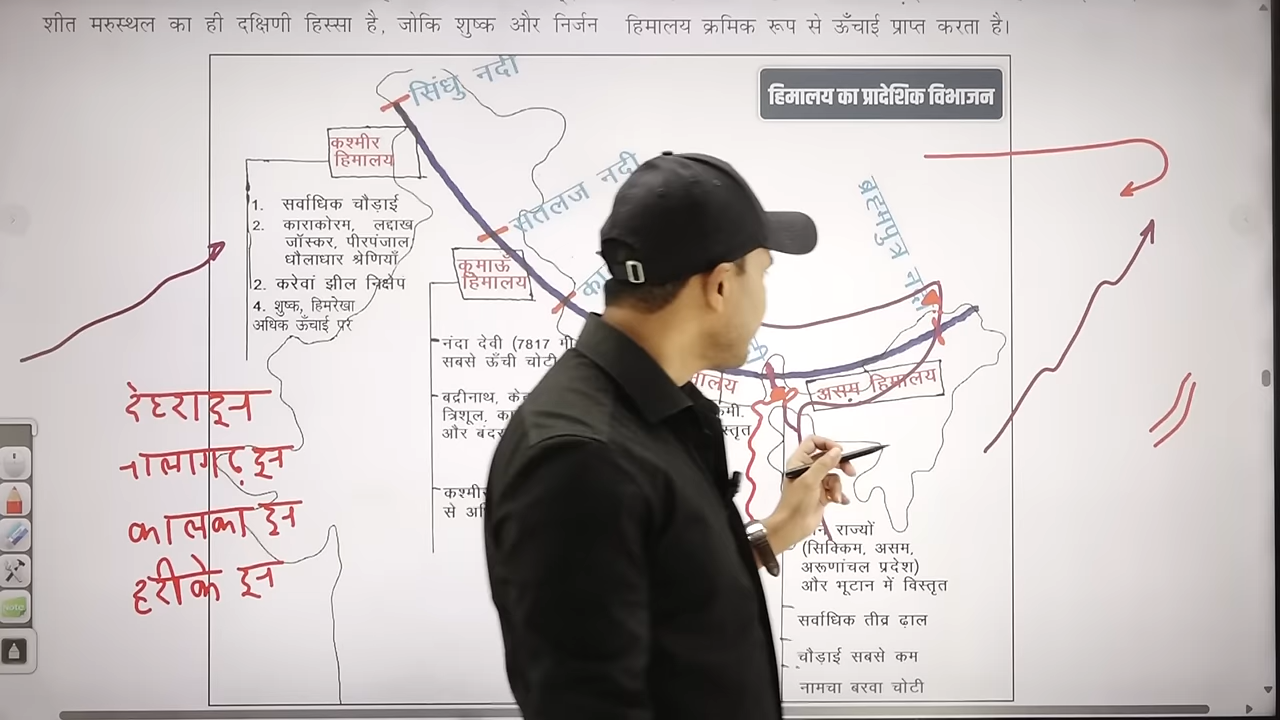 शीत मरुस्थल का ही दक्षिणी हिस्सा है, जोकि शुष्क और निर्जन
हिमालय क्रमिक रूप से ऊँचाई प्राप्त करता है।
हिमालय का प्रादेशिक विभाजन
सिंधु नदी
कश्मीर
हिमालय
1. सर्वाधिक चौड़ाई
2. काराकोरम, लद्दाख
जॉस्कर, पीरपंजाल
धौलाधार श्रेणियाँ
2. करेवां झील निक्षेप
4. शुष्क, हिमरेखा
अधिक ऊँचाई पर
सतलज नदी
कुमाऊँ
हिमालय
नंदा देवी (7817
सबसे ऊँची चोटी
बद्रीनाथ,
त्रिशूल,
और
ब्रह्मपुत्र
असम हिमालय
राज्यों
(सिक्किम, असम,
अरूणांचल प्रदेश)
और भूटान में विस्तृत
सर्वाधिक तीव्र ढ़ाल
चौड़ाई सबसे कम
नामचा बरवा चोटी
देहरादून
नालागढ़ दून
कालका दून
हरीके दून
Note